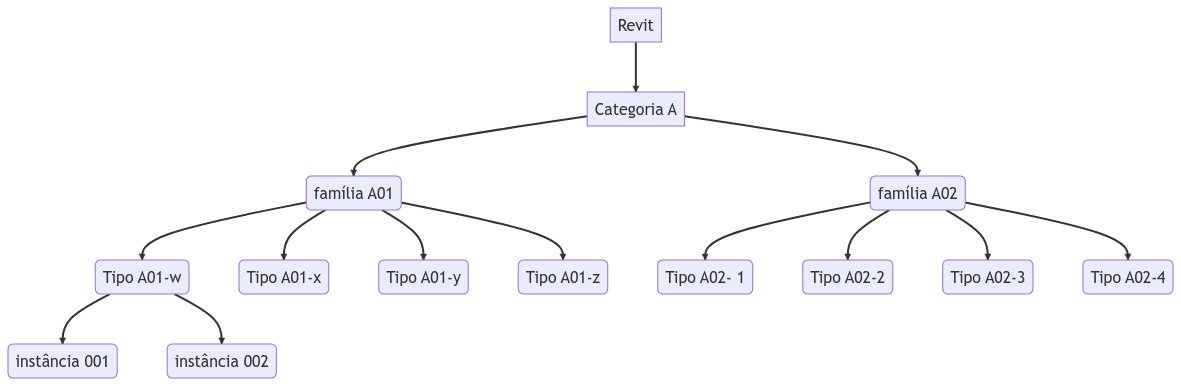 Revit
Categoria A
família A01
família A02
Tipo A01-w
Tipo A01-x
Tipo A01-y
Tipo A01-z
Tipo A02- 1
Tipo A02-2
Tipo A02-3
Tipo A02-4
instância 001
instância 002